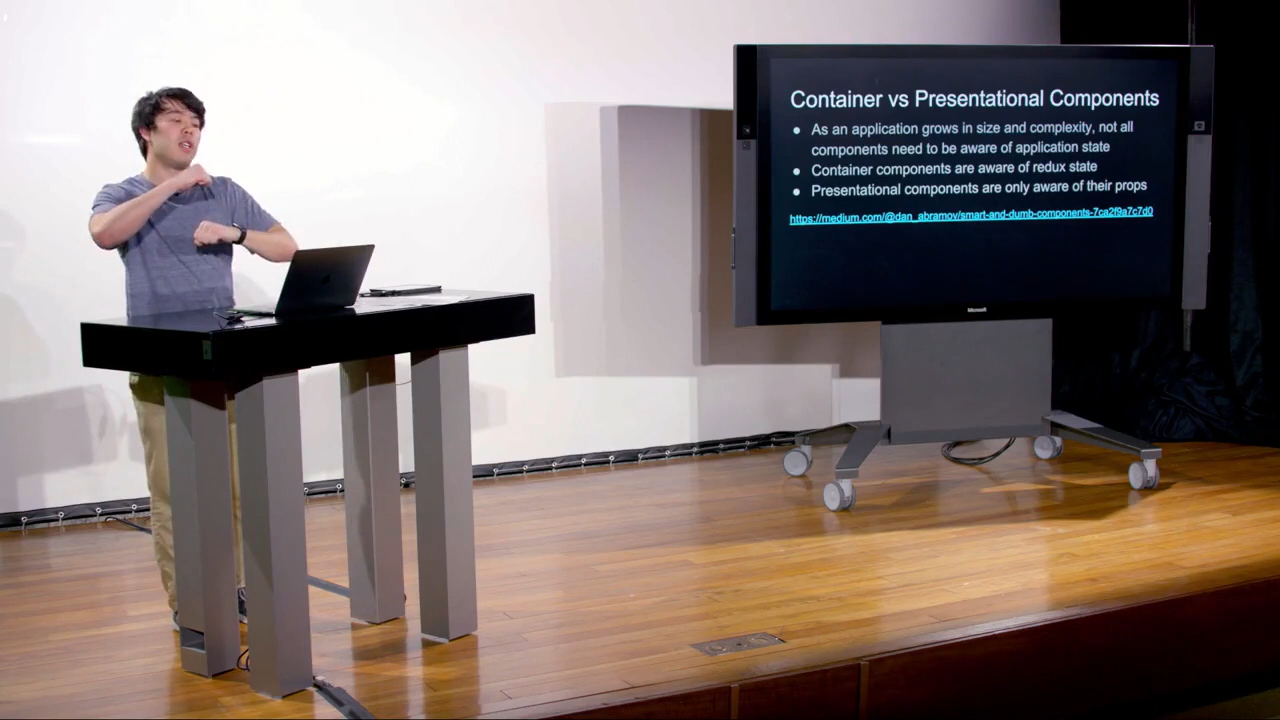 Container vs Presentational Components
● As an application grows in size and complexity, not all
components need to be aware of application state
● Container components are aware of redux state
● Presentational components are only aware of their props
https://medium.com/@dan_abramov/smart-and-dumb-components-7ca2f9a7c7d0
Microsoft